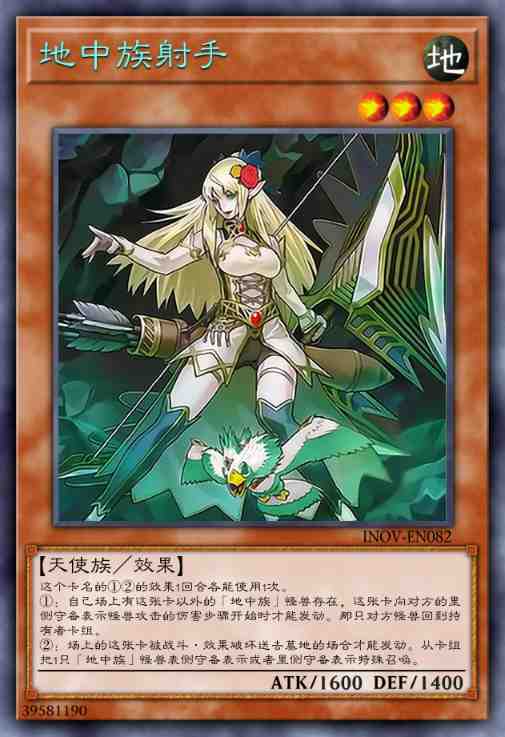 地中族射手
地
INOV-EN082
【天使族／效果】
这个卡名的①②的效果1回合各能使用1次。
①：自己场上有这张卡以外的「地中族」怪兽存在，这张卡向对方的里
侧守备表示怪兽攻击的伤害步骤开始时才能发动。那只对方怪兽回到持
有者卡组。
②：场上的这张卡被战斗·效果破坏送去墓地的场合才能发动。从卡组
把1只「地中族」怪兽表侧守备表示或者里侧守备表示特殊召唤。
ATK/1600 DEF/1400
39581190